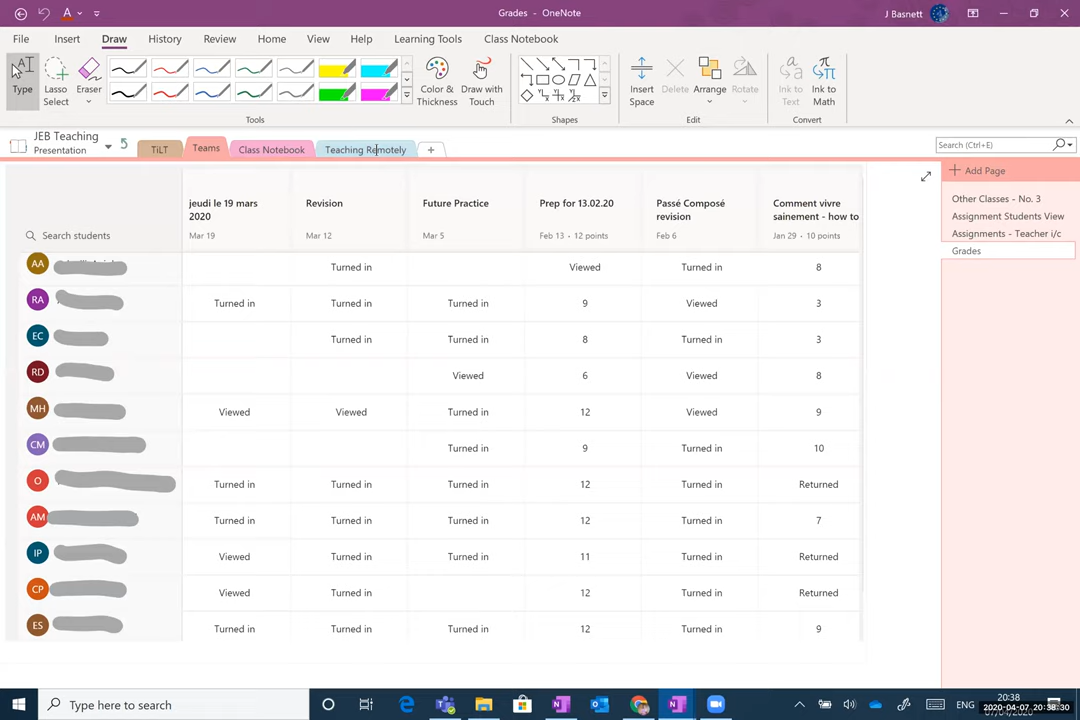 Grades - OneNote
J Basnett
File Insert Draw History Review Home View Help Learning Tools Class Notebook
Type
Lasso Select
Eraser
Color & Thickness
Draw with Touch
Insert Space
Delete
Arrange
Rotate
Ink to Text
Ink to Math
Tools
Shapes
Edit
Convert
JEB Teaching
Presentation
TiLT Teams Class Notebook Teaching Remotely +
Search (Ctrl+E)
Add Page
Other Classes - No. 3
Assignment Students View
Assignments - Teacher i/c
Grades
Search students
jeudi le 19 mars 2020
Mar 19
Revision
Mar 12
Future Practice
Mar 5
Prep for 13.02.20
Feb 13 • 12 points
Passé Composé revision
Feb 6
Comment vivre sainement - how to
Jan 29 • 10 points
AA Turned in Viewed Turned in 8
RA Turned in Turned in Turned in 9 Viewed 3
EC Turned in 8 Turned in 3
RD Viewed 6 Viewed 8
MH Viewed Viewed Turned in 12 Viewed 9
CM Turned in 9 Turned in 10
O Turned in Turned in Turned in 12 Turned in Returned
AM Turned in Turned in Turned in 12 Turned in 7
IP Viewed Turned in Turned in 11 Turned in Returned
CP Viewed Turned in 12 Turned in Returned
ES Turned in Turned in Turned in 12 Turned in 9
Type here to search
ENG
20:38
2020-04-07 20:38:30